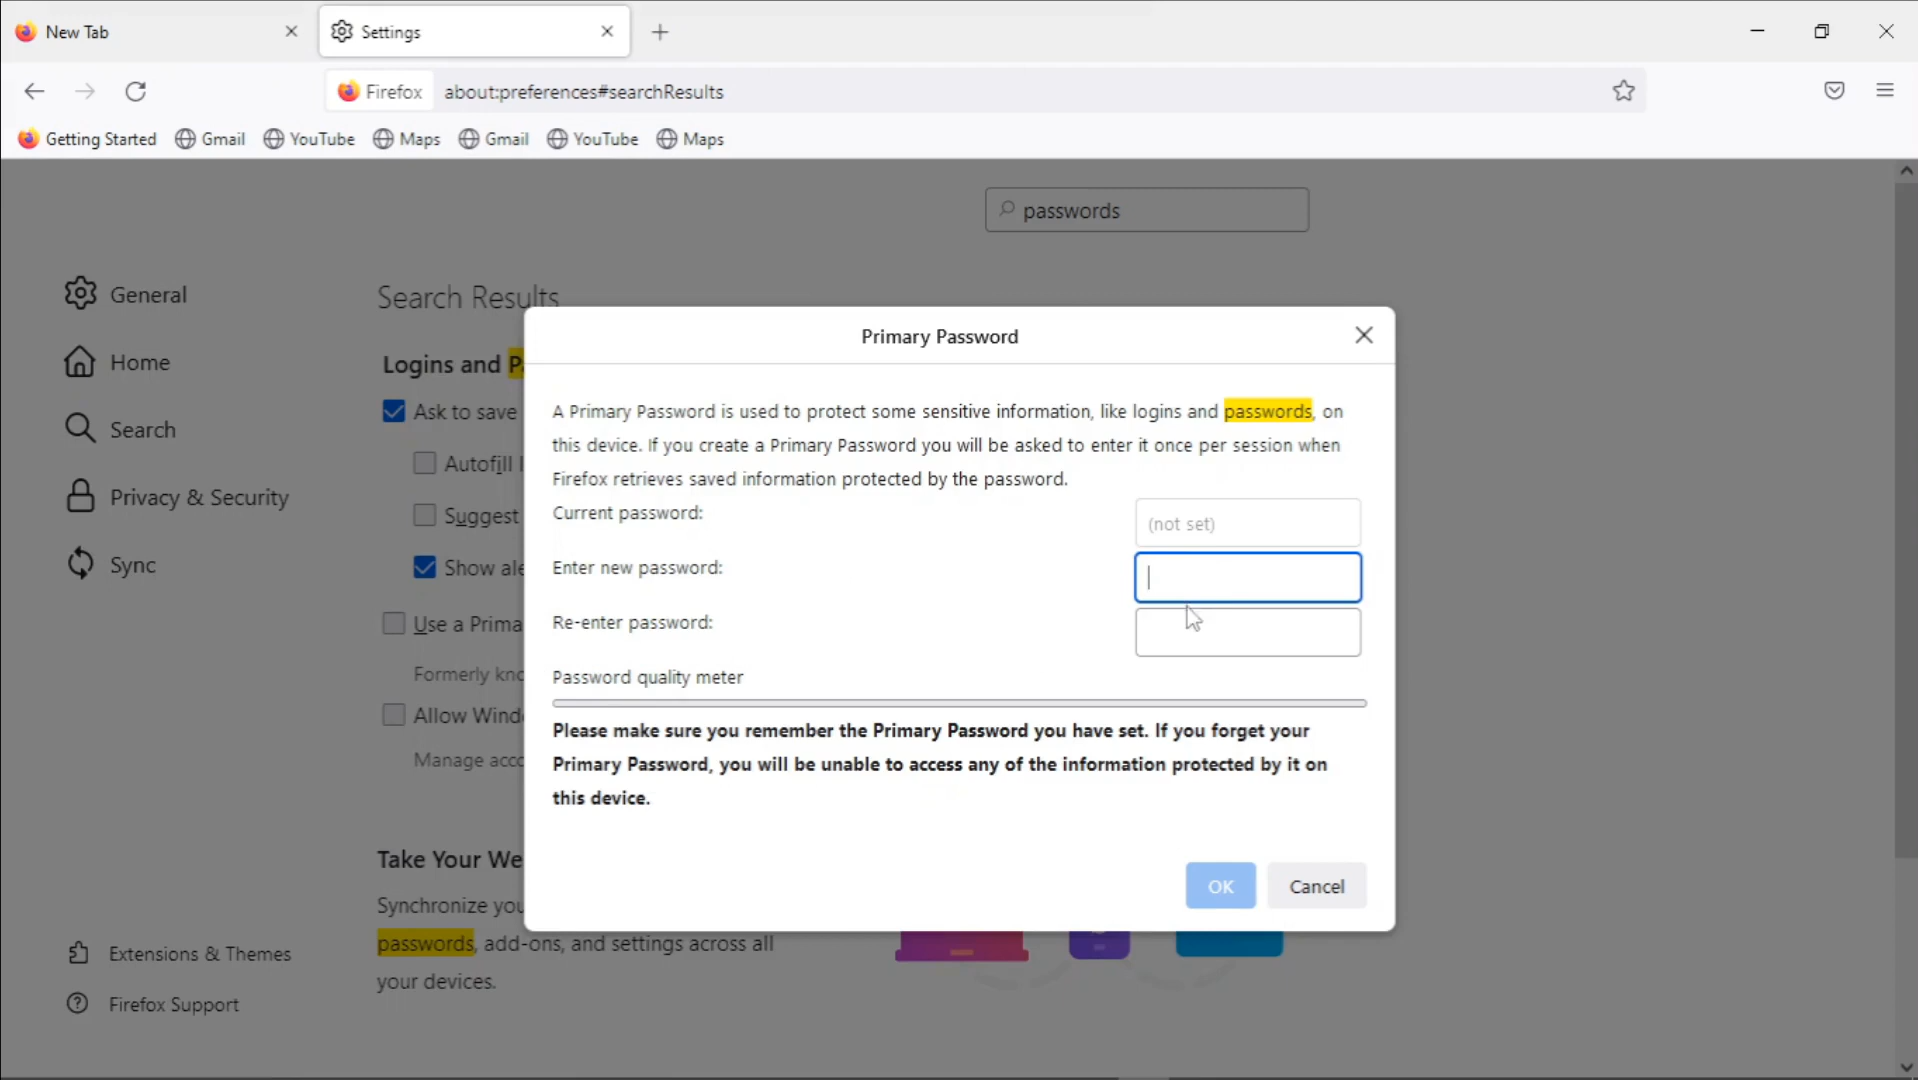 New Tab
Settings
Firefox
about:preferences#searchResults
Getting Started
Gmail
YouTube
Maps
Gmail
YouTube
Maps
passwords
General
Home
Search
Privacy & Security
Sync
Extensions & Themes
Firefox Support
Search Results
Logins and
Ask to save
Autofill
Suggest
Show
Use a
Formerly
Allow
Manage
Take Your
Synchronize
passwords, add-ons, and settings across all
your devices.
Primary Password
A Primary Password is used to protect some sensitive information, like logins and passwords, on
this device. If you create a Primary Password you will be asked to enter it once per session when
Firefox retrieves saved information protected by the password.
Current password:
(not set)
Enter new password:
Re-enter password:
Password quality meter
Please make sure you remember the Primary Password you have set. If you forget your
Primary Password, you will be unable to access any of the information protected by it on
this device.
OK
Cancel